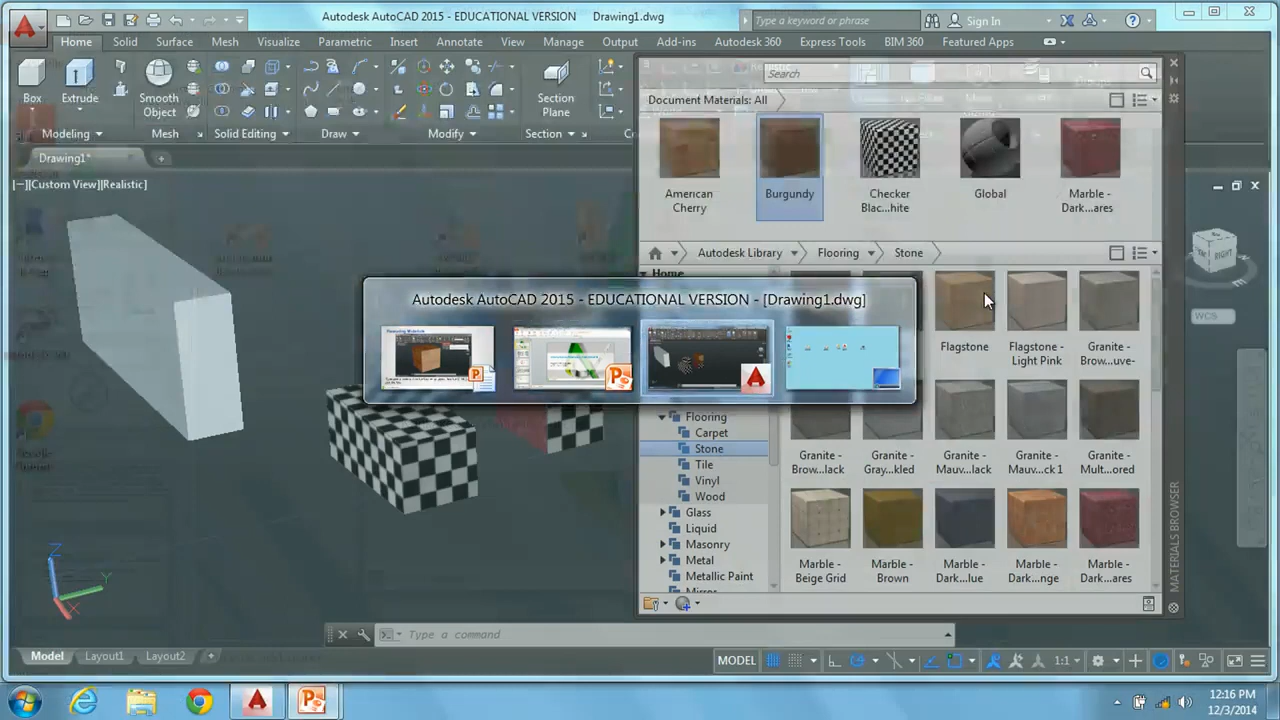 Autodesk AutoCAD 2015 - EDUCATIONAL VERSION Drawing1.dwg
Type a keyword or phrase
Sign In
Home Solid Surface Mesh Visualize Parametric Insert Annotate View Manage Output Add-ins Autodesk 360 Express Tools BIM 360 Featured Apps
Box
Extrude
Smooth
Object
Section
Plane
Modeling Mesh Solid Editing Draw Modify Section
Drawing1*
[−][Custom View][Realistic]
Search
Document Materials: All
American
Cherry
Burgundy
Checker
Blac...hite
Global
Marble -
Dark...ares
Autodesk Library Flooring Stone
Home
Autodesk AutoCAD 2015 - EDUCATIONAL VERSION - [Drawing1.dwg]
Flagstone
Flagstone -
Light Pink
Granite -
Brow...uve-
Flooring
Carpet
Stone
Tile
Vinyl
Wood
Glass
Liquid
Masonry
Metal
Metallic Paint
Mirror
Granite -
Brow...lack
Granite -
Gray...kled
Granite -
Mauv...lack
Granite -
Mauv...ck 1
Granite -
Mult...ored
Marble -
Beige Grid
Marble -
Brown
Marble -
Dark...lue
Marble -
Dark...nge
Marble -
Dark...ares
MATERIALS BROWSER
TOP
RIGHT
WCS
Z
Y
X
Type a command
Model Layout1 Layout2
MODEL
1:1
12:16 PM
12/3/2014